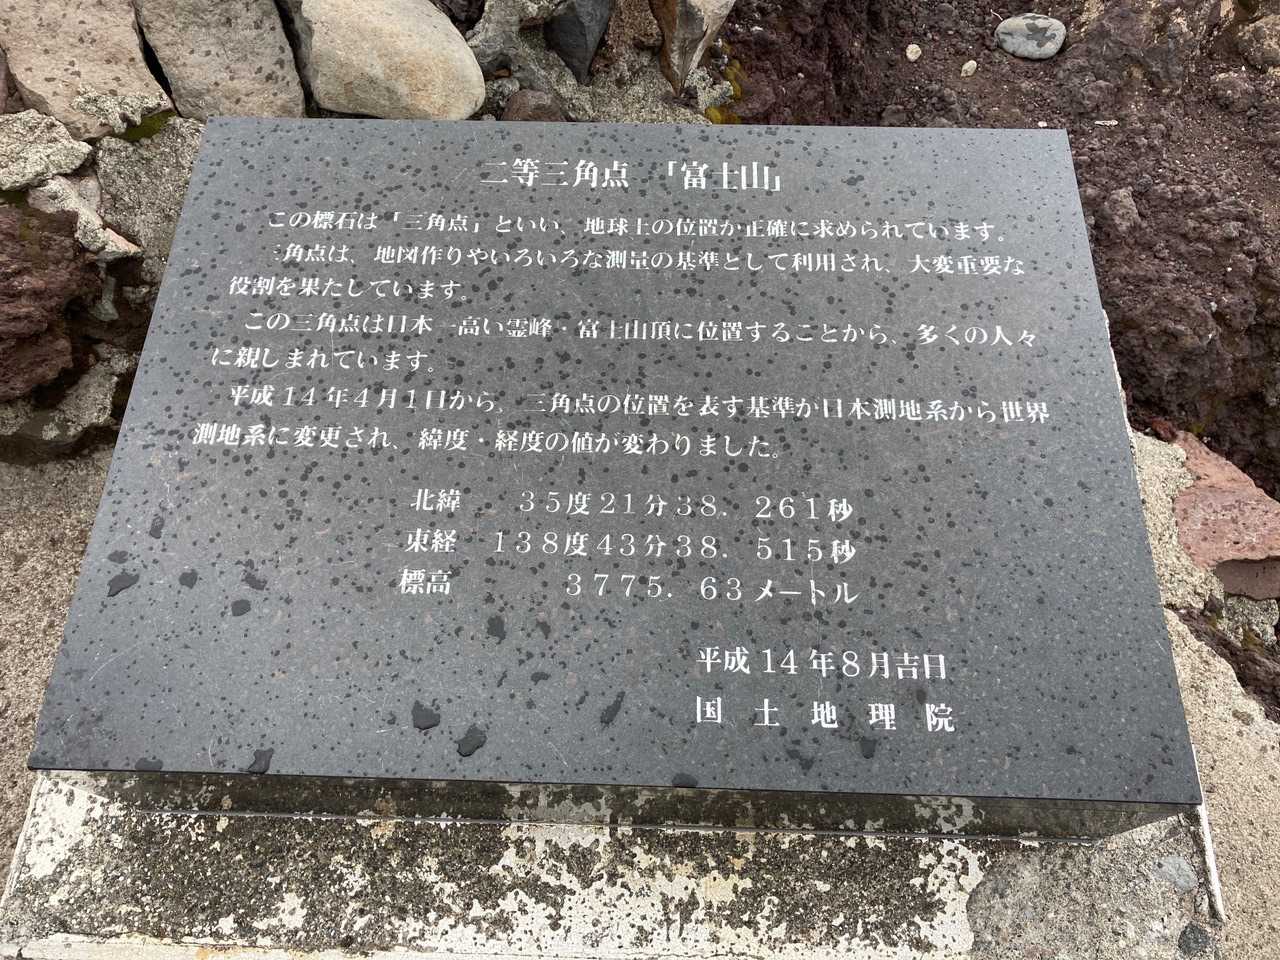 二等三角点 「富士山」
この標石は「三角点」といい、地球上の位置が正確に求められています。
三角点は、地図作りやいろいろな測量の基準として利用され、大変重要な
役割を果たしています。
この三角点は日本一高い霊峰・富士山頂に位置することから、多くの人々
に親しまれています。
平成14年4月1日から、三角点の位置を表す基準が日本測地系から世界
測地系に変更され、緯度・経度の値が変わりました。
北緯 35度21分38．261秒
東経 138度43分38．515秒
標高 3775．63メートル
平成14年8月吉日
国土地理院